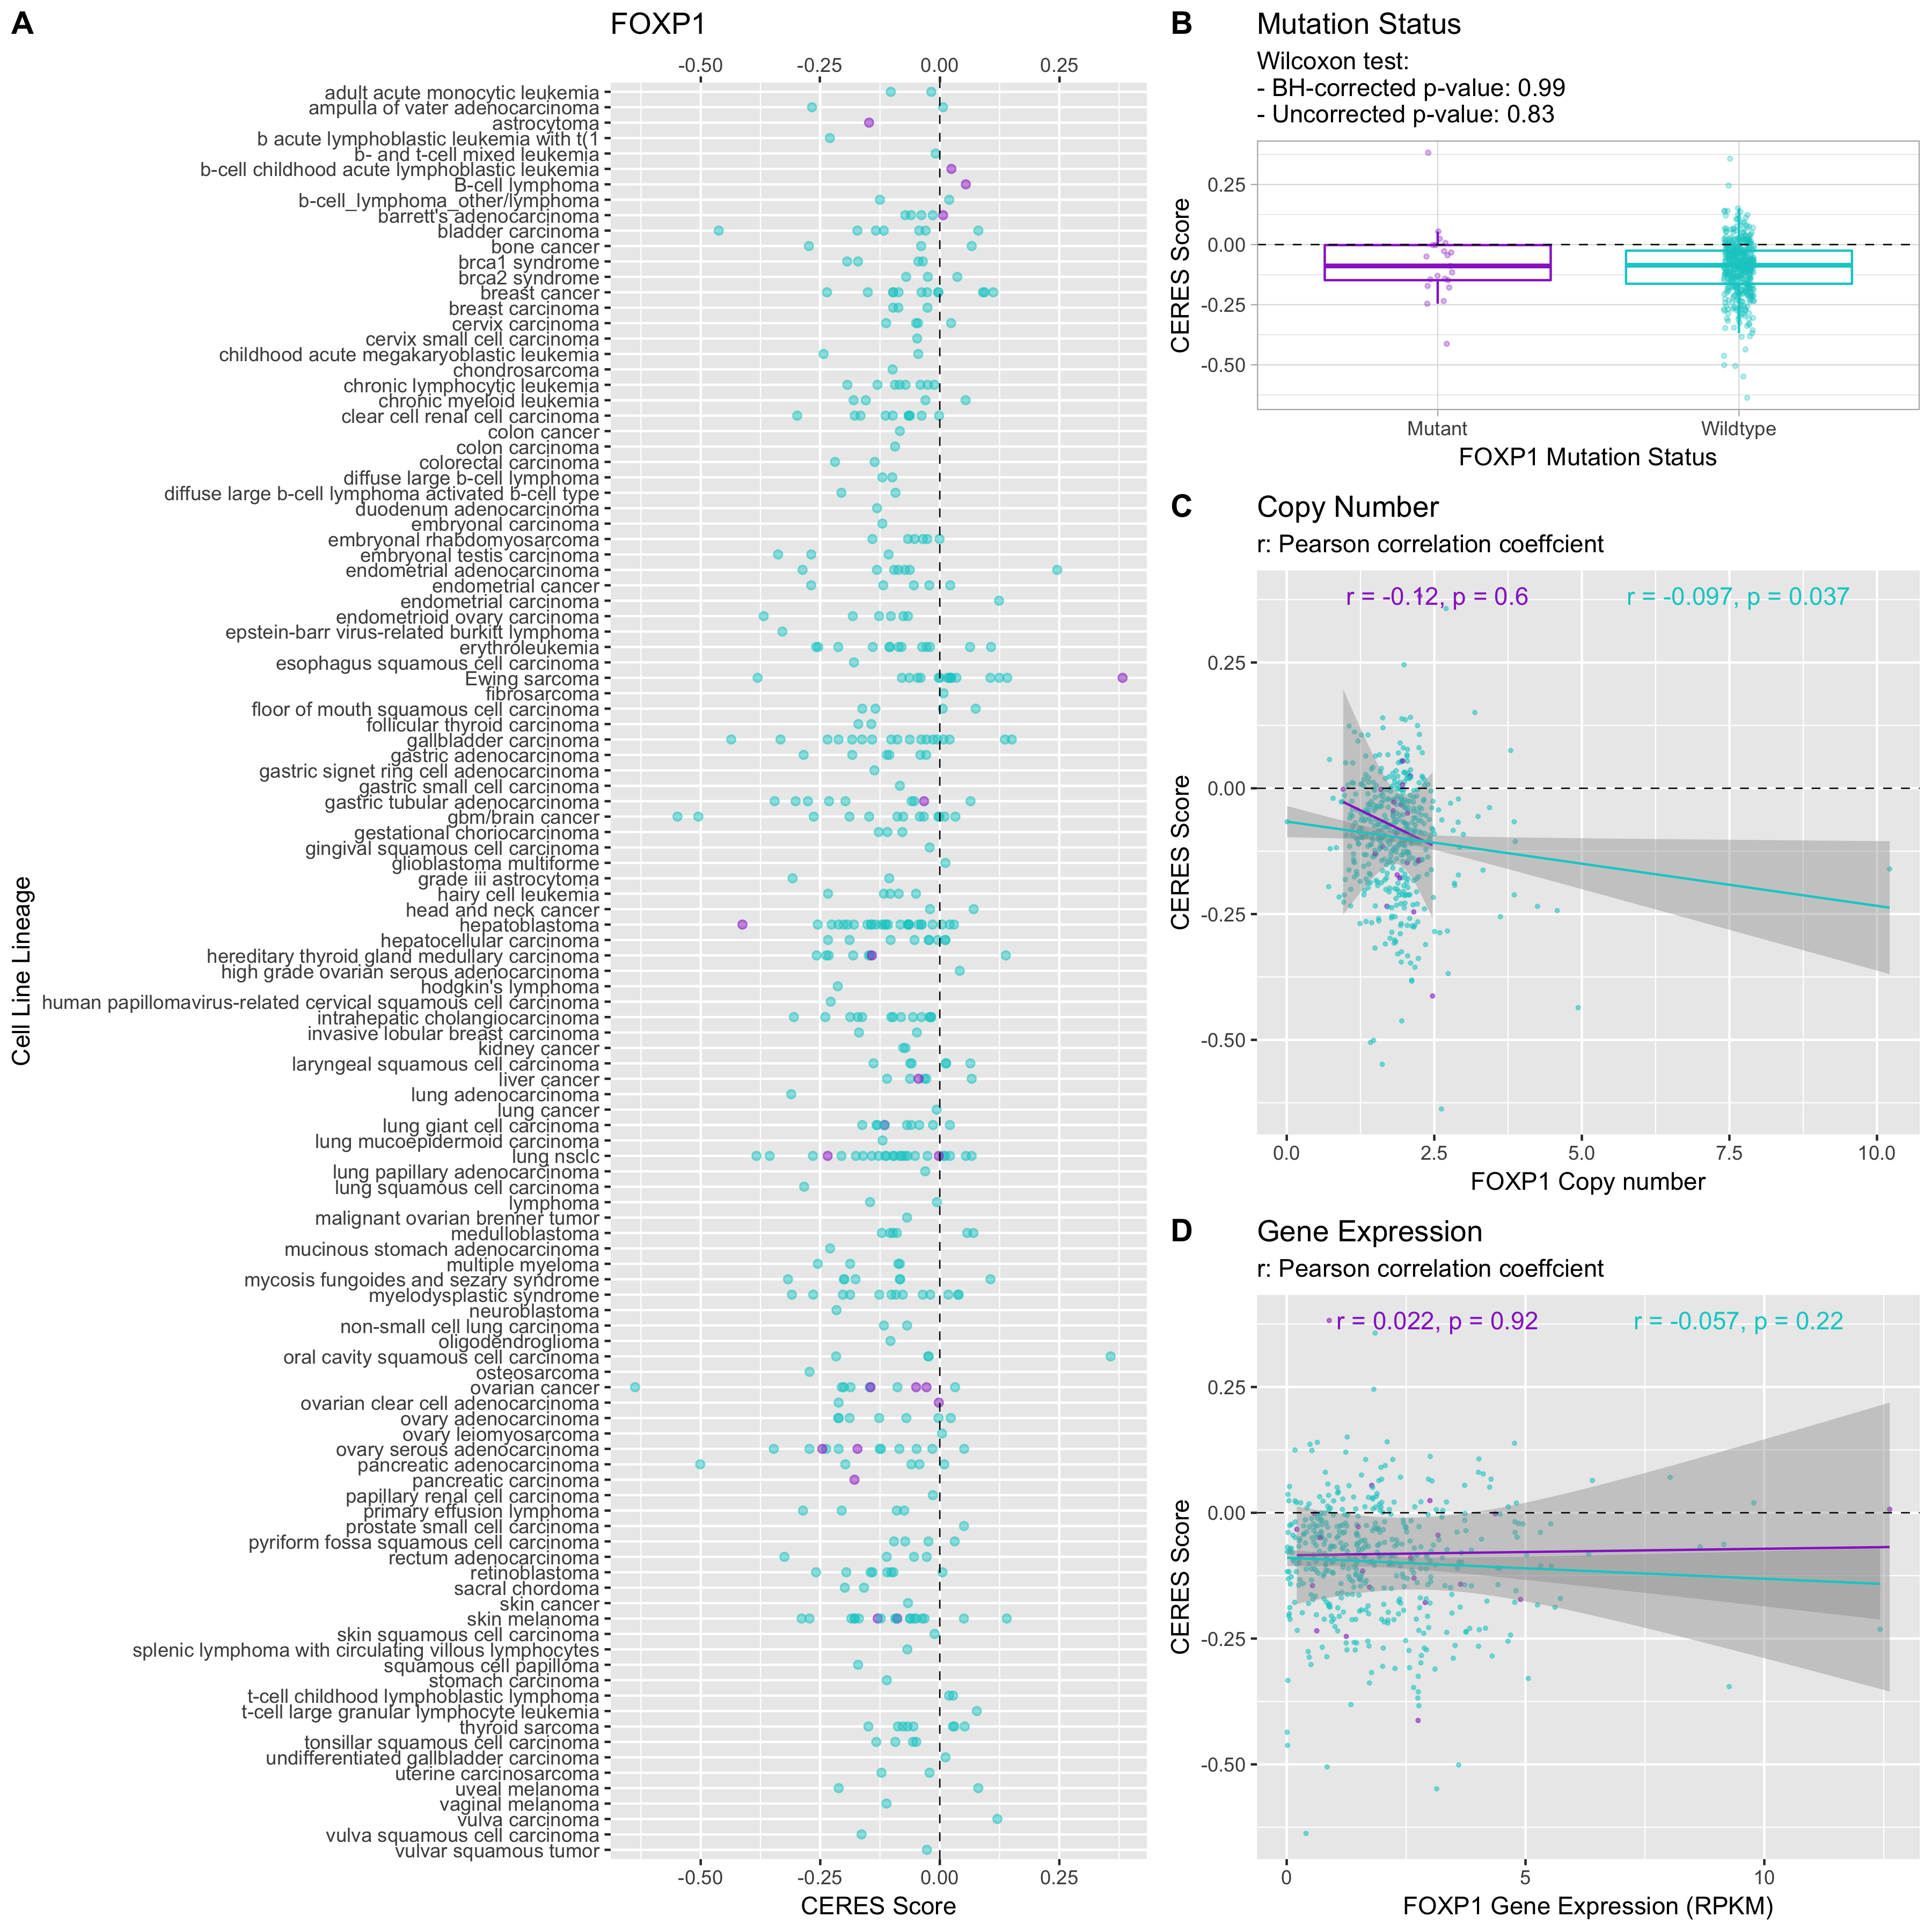 A
FOXP1
-0.50 -0.25 0.00 0.25
adult acute monocytic leukemia
ampulla of vater adenocarcinoma
astrocytoma
b acute lymphoblastic leukemia with t(1
b- and t-cell mixed leukemia
b-cell childhood acute lymphoblastic leukemia
B-cell lymphoma
b-cell_lymphoma_other/lymphoma
barrett's adenocarcinoma
bladder carcinoma
bone cancer
brca1 syndrome
brca2 syndrome
breast cancer
breast carcinoma
cervix carcinoma
cervix small cell carcinoma
childhood acute megakaryoblastic leukemia
chondrosarcoma
chronic lymphocytic leukemia
chronic myeloid leukemia
clear cell renal cell carcinoma
colon cancer
colon carcinoma
colorectal carcinoma
diffuse large b-cell lymphoma
diffuse large b-cell lymphoma activated b-cell type
duodenum adenocarcinoma
embryonal carcinoma
embryonal rhabdomyosarcoma
embryonal testis carcinoma
endometrial adenocarcinoma
endometrial cancer
endometrial carcinoma
endometrioid ovary carcinoma
epstein-barr virus-related burkitt lymphoma
erythroleukemia
esophagus squamous cell carcinoma
Ewing sarcoma
fibrosarcoma
floor of mouth squamous cell carcinoma
follicular thyroid carcinoma
gallbladder carcinoma
gastric adenocarcinoma
gastric signet ring cell adenocarcinoma
gastric small cell carcinoma
gastric tubular adenocarcinoma
gbm/brain cancer
gestational choriocarcinoma
gingival squamous cell carcinoma
glioblastoma multiforme
grade iii astrocytoma
hairy cell leukemia
head and neck cancer
hepatoblastoma
hepatocellular carcinoma
hereditary thyroid gland medullary carcinoma
high grade ovarian serous adenocarcinoma
hodgkin's lymphoma
human papillomavirus-related cervical squamous cell carcinoma
intrahepatic cholangiocarcinoma
invasive lobular breast carcinoma
kidney cancer
laryngeal squamous cell carcinoma
liver cancer
lung adenocarcinoma
lung cancer
lung giant cell carcinoma
lung mucoepidermoid carcinoma
lung nsclc
lung papillary adenocarcinoma
lung squamous cell carcinoma
lymphoma
malignant ovarian brenner tumor
medulloblastoma
mucinous stomach adenocarcinoma
multiple myeloma
mycosis fungoides and sezary syndrome
myelodysplastic syndrome
neuroblastoma
non-small cell lung carcinoma
oligodendroglioma
oral cavity squamous cell carcinoma
osteosarcoma
ovarian cancer
ovarian clear cell adenocarcinoma
ovary adenocarcinoma
ovary leiomyosarcoma
ovary serous adenocarcinoma
pancreatic adenocarcinoma
pancreatic carcinoma
papillary renal cell carcinoma
primary effusion lymphoma
prostate small cell carcinoma
pyriform fossa squamous cell carcinoma
rectum adenocarcinoma
retinoblastoma
sacral chordoma
skin cancer
skin melanoma
skin squamous cell carcinoma
splenic lymphoma with circulating villous lymphocytes
squamous cell papilloma
stomach carcinoma
t-cell childhood lymphoblastic lymphoma
t-cell large granular lymphocyte leukemia
thyroid sarcoma
tonsillar squamous cell carcinoma
undifferentiated gallbladder carcinoma
uterine carcinosarcoma
uveal melanoma
vaginal melanoma
vulva carcinoma
vulva squamous cell carcinoma
vulvar squamous tumor
-0.50 -0.25 0.00 0.25
CERES Score
Cell Line Lineage
B
Mutation Status
Wilcoxon test:
- BH-corrected p-value: 0.99
- Uncorrected p-value: 0.83
0.25
0.00
-0.25
-0.50
CERES Score
Mutant Wildtype
FOXP1 Mutation Status
C
Copy Number
r: Pearson correlation coeffcient
r = -0.12, p = 0.6 r = -0.097, p = 0.037
0.25
0.00
-0.25
-0.50
CERES Score
0.0 2.5 5.0 7.5 10.0
FOXP1 Copy number
D
Gene Expression
r: Pearson correlation coeffcient
r = 0.022, p = 0.92 r = -0.057, p = 0.22
0.25
0.00
-0.25
-0.50
CERES Score
0 5 10
FOXP1 Gene Expression (RPKM)